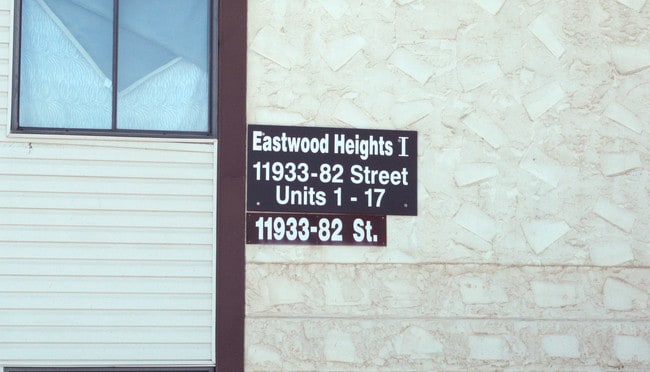 Eastwood Heights I
11933-82 Street
Units 1 - 17
11933-82 St.